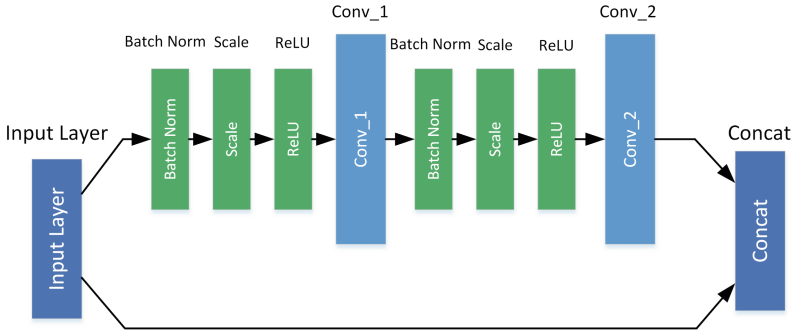 Conv_1
Conv_2
Batch Norm
Scale
ReLU
Batch Norm
Scale
ReLU
Input Layer
Concat
Input Layer
Batch Norm
Scale
ReLU
Conv_1
Batch Norm
Scale
ReLU
Conv_2
Concat